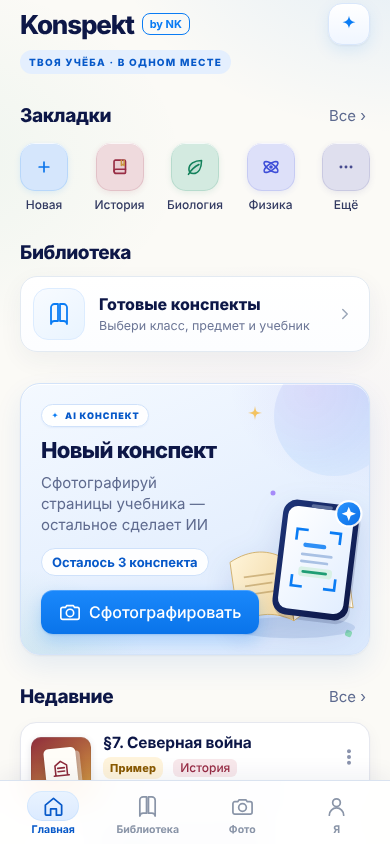 Konspekt by NK
ТВОЯ УЧЁБА · В ОДНОМ МЕСТЕ
Закладки Все ›
Новая История Биология Физика Ещё
Библиотека
Готовые конспекты
Выбери класс, предмет и учебник
AI КОНСПЕКТ
Новый конспект
Сфотографируй
страницы учебника —
остальное сделает ИИ
Осталось 3 конспекта
Сфотографировать
Недавние Все ›
§7. Северная война
Пример История
Главная Библиотека Фото Я